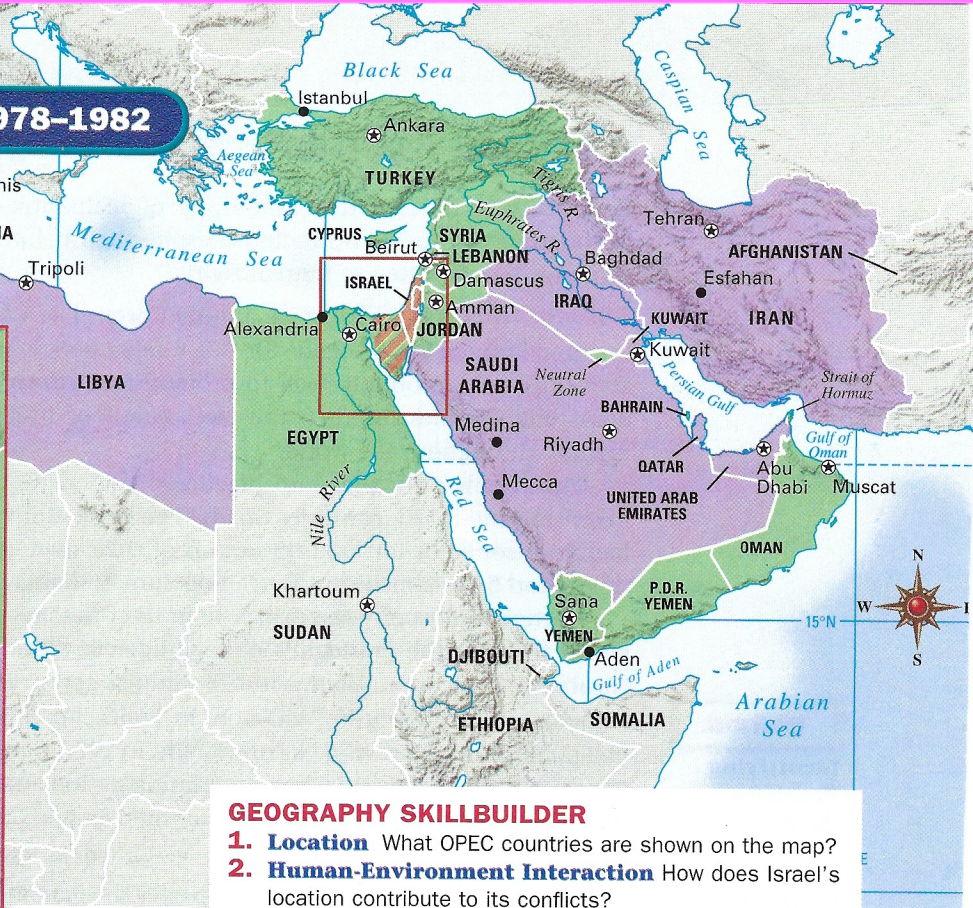 Black Sea
Caspian Sea
Istanbul
978–1982
Ankara
Aegean
Sea
TURKEY
nis
Tigris R.
Euphrates R.
Tehran
IA
Mediterranean Sea
CYPRUS
SYRIA
Beirut
LEBANON
Baghdad
AFGHANISTAN
Tripoli
Damascus
Esfahan
ISRAEL
IRAQ
Amman
KUWAIT
IRAN
Alexandria
Cairo
JORDAN
Kuwait
SAUDI
ARABIA
Neutral
Zone
Persian Gulf
Strait of
Hormuz
LIBYA
BAHRAIN
Medina
EGYPT
Riyadh
Gulf of
Oman
QATAR
Abu
Dhabi
Muscat
Mecca
Nile River
Red Sea
UNITED ARAB
EMIRATES
OMAN
N
Khartoum
Sana
P.D.R.
YEMEN
W
E
SUDAN
YEMEN
15°N
S
DJIBOUTI
Aden
Gulf of Aden
Arabian
Sea
ETHIOPIA
SOMALIA
GEOGRAPHY SKILLBUILDER
1. Location What OPEC countries are shown on the map?
2. Human-Environment Interaction How does Israel's
location contribute to its conflicts?
E